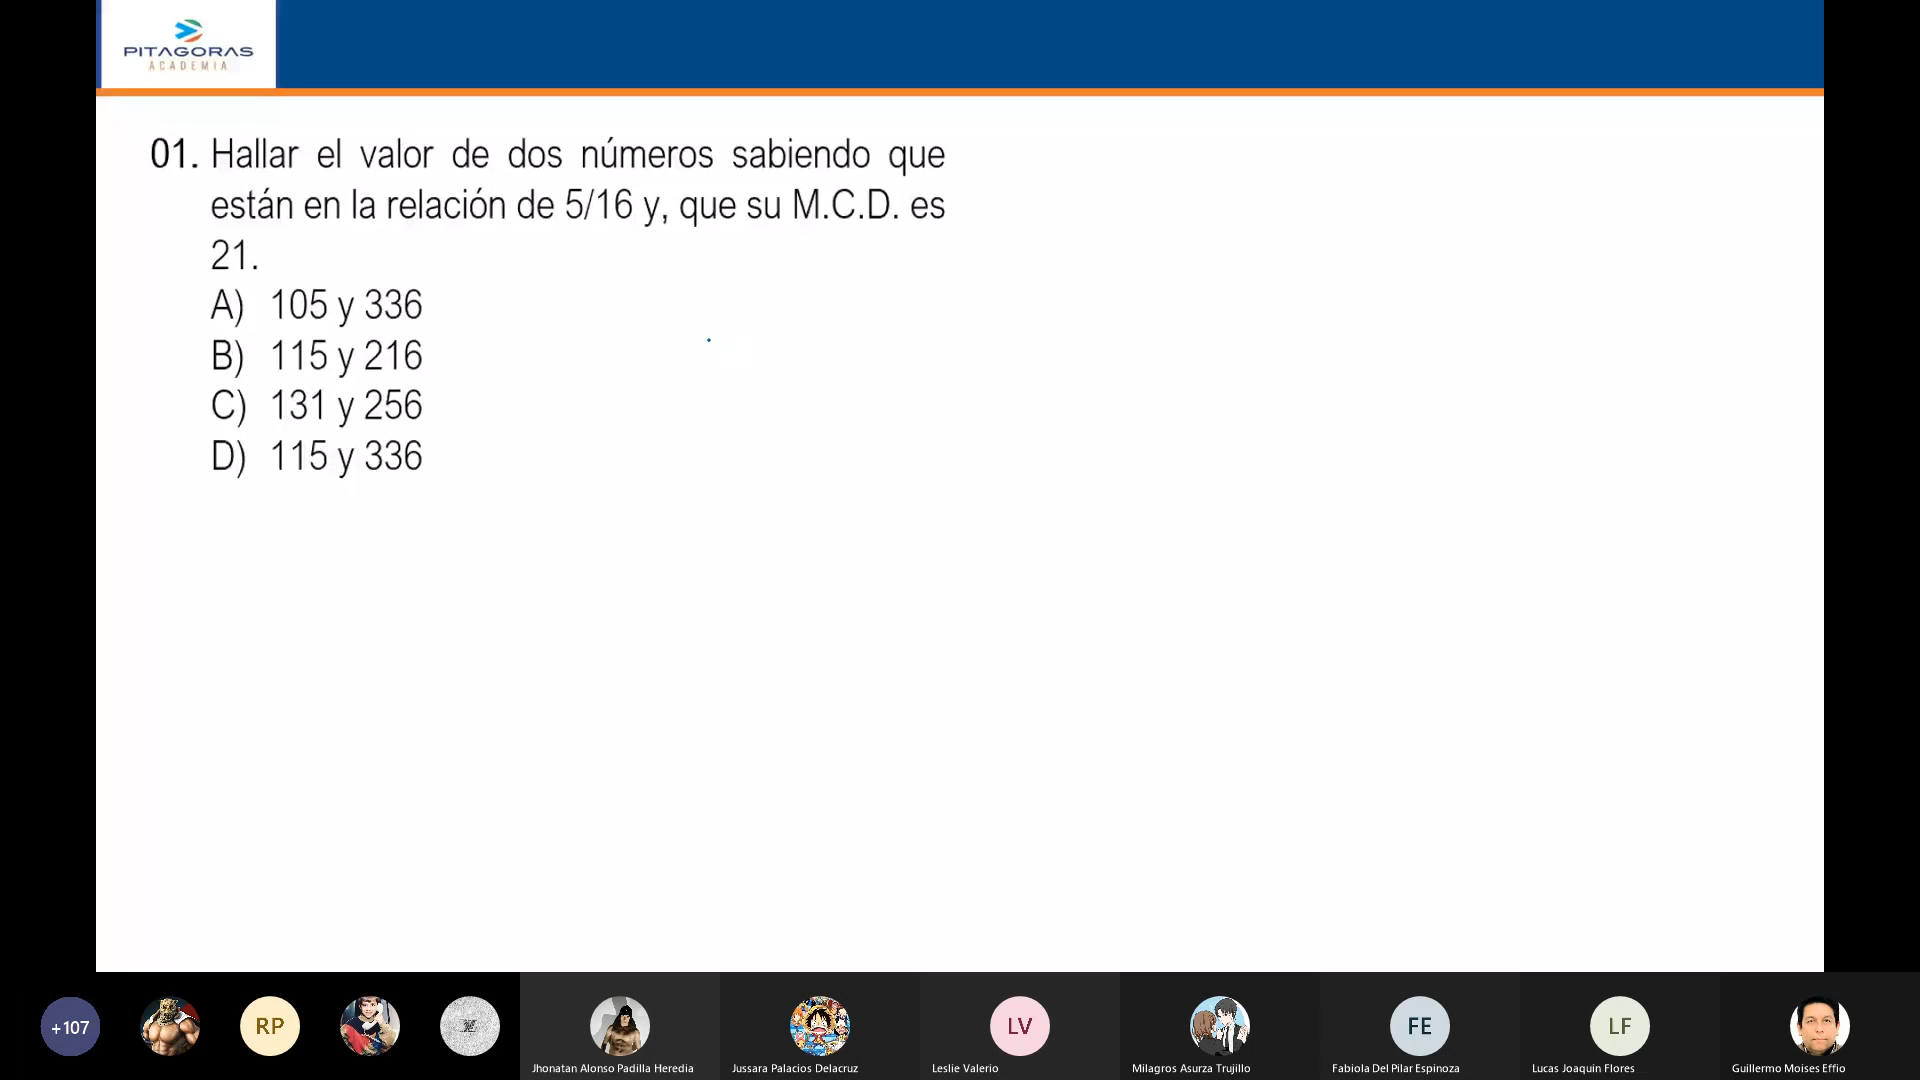 PITAGORAS
ACADEMIA
01. Hallar el valor de dos números sabiendo que
están en la relación de 5/16 y, que su M.C.D. es
21.
A) 105 y 336
B) 115 y 216
C) 131 y 256
D) 115 y 336
+107
RP
LV
FE
LF
Jhonatan Alonso Padilla Heredia
Jussara Palacios Delacruz
Leslie Valerio
Milagros Asurza Trujillo
Fabiola Del Pilar Espinoza
Lucas Joaquin Flores
Guillermo Moises Effio